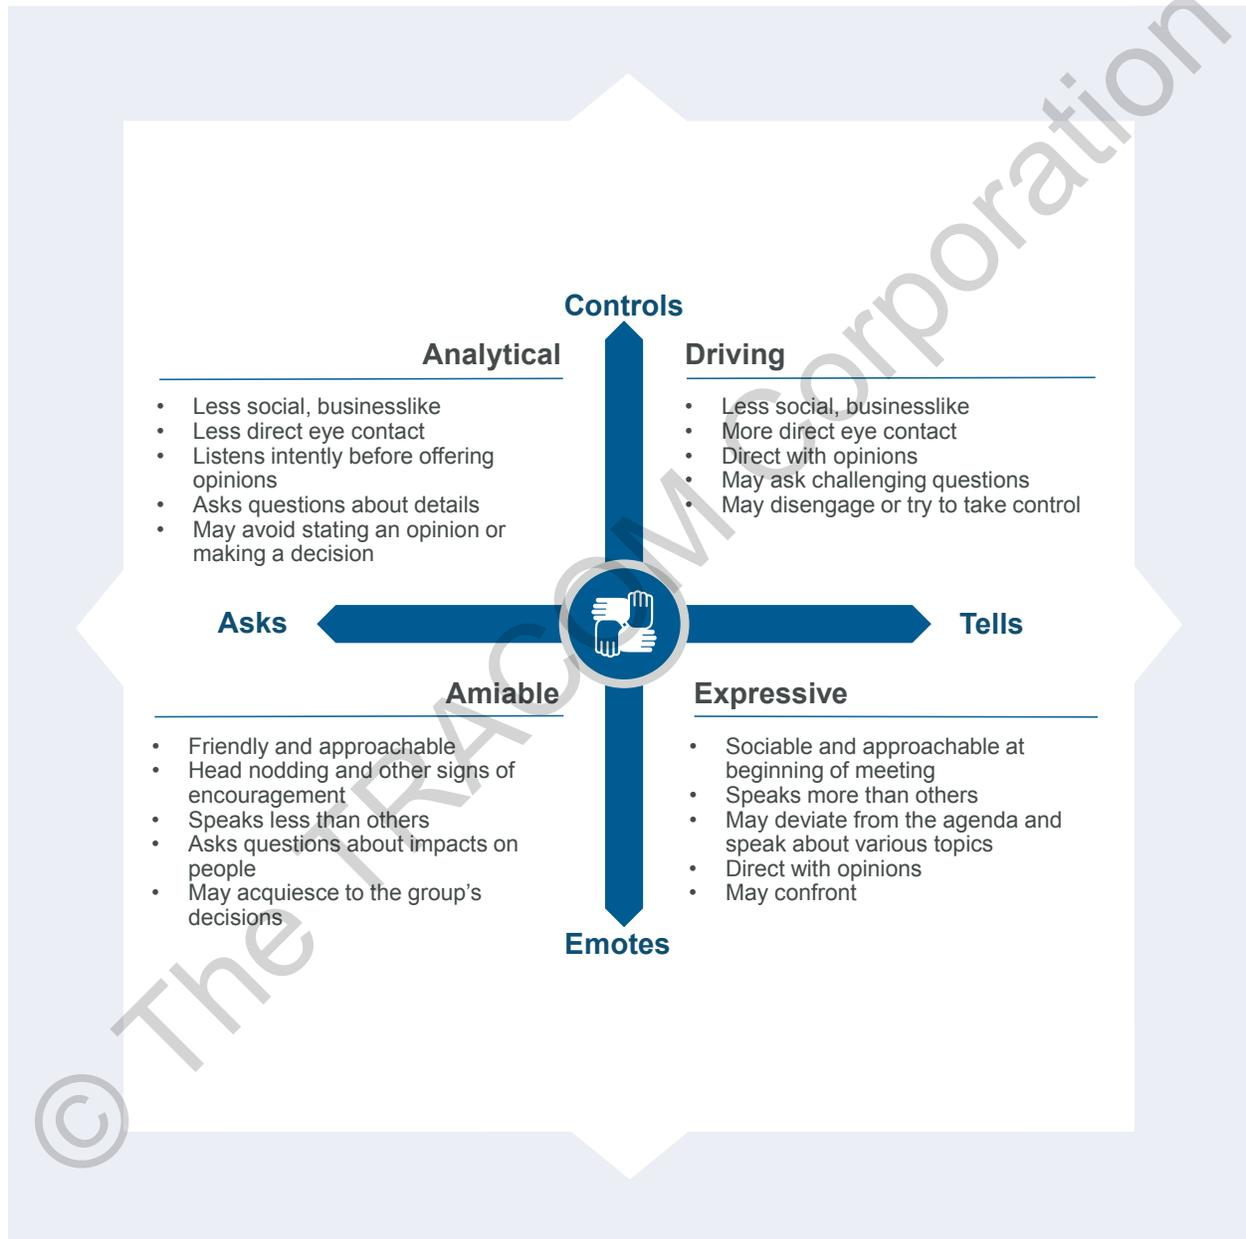 Controls
Analytical
• Less social, businesslike
• Less direct eye contact
• Listens intently before offering
opinions
• Asks questions about details
• May avoid stating an opinion or
making a decision
Driving
• Less social, businesslike
• More direct eye contact
• Direct with opinions
• May ask challenging questions
• May disengage or try to take control
Asks
Tells
Amiable
• Friendly and approachable
• Head nodding and other signs of
encouragement
• Speaks less than others
• Asks questions about impacts on
people
• May acquiesce to the group’s
decisions
Expressive
• Sociable and approachable at
beginning of meeting
• Speaks more than others
• May deviate from the agenda and
speak about various topics
• Direct with opinions
• May confront
Emotes
© The TRACOM Corporation